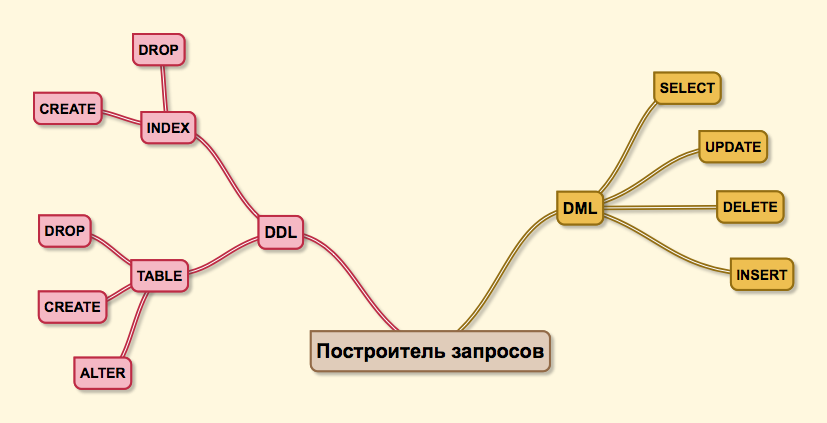 DROP
CREATE
INDEX
SELECT
UPDATE
DELETE
INSERT
DML
DDL
DROP
TABLE
CREATE
ALTER
Построитель запросов